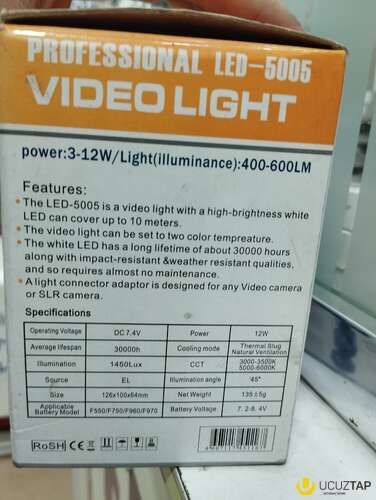 PROFESSIONAL LED-5005
VIDEO LIGHT
power:3-12W/Light(illuminance):400-600LM
Features:
• The LED-5005 is a video light with a high-brightness white
LED can cover up to 10 meters.
• The video light can be set to two color tempreature.
• The white LED has a long lifetime of about 30000 hours
along with impact-resistant &weather resistant qualities,
and so requires almost no maintenance.
• A light connector adaptor is designed for any Video camera
or SLR camera.
Specifications
Operating Voltage DC 7.4V Power 12W
Average lifespan 30000h Cooling mode Thermal Slug
Natural Ventilation
Illumination 1450Lux CCT 3000-3500K
5000-6000K
Source EL Illumination angle 45°
Size 126x100x64mm Net Weight 135±5g
Applicable
Battery Model F550/F750/F960/F970 Battery Voltage 7.2-8.4V
RoSH CE
UCUZTAP